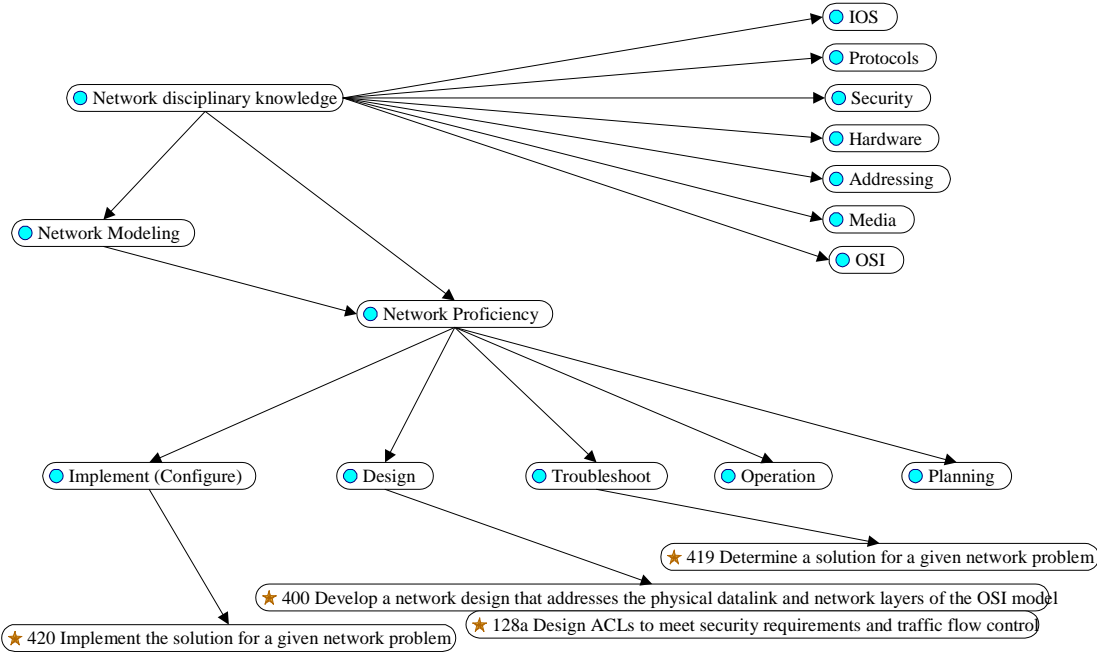 IOS
Protocols
Network disciplinary knowledge
Security
Hardware
Addressing
Media
Network Modeling
OSI
Network Proficiency
Implement (Configure)
Design
Troubleshoot
Operation
Planning
419 Determine a solution for a given network problem
400 Develop a network design that addresses the physical datalink and network layers of the OSI model
128a Design ACLs to meet security requirements and traffic flow control
420 Implement the solution for a given network problem